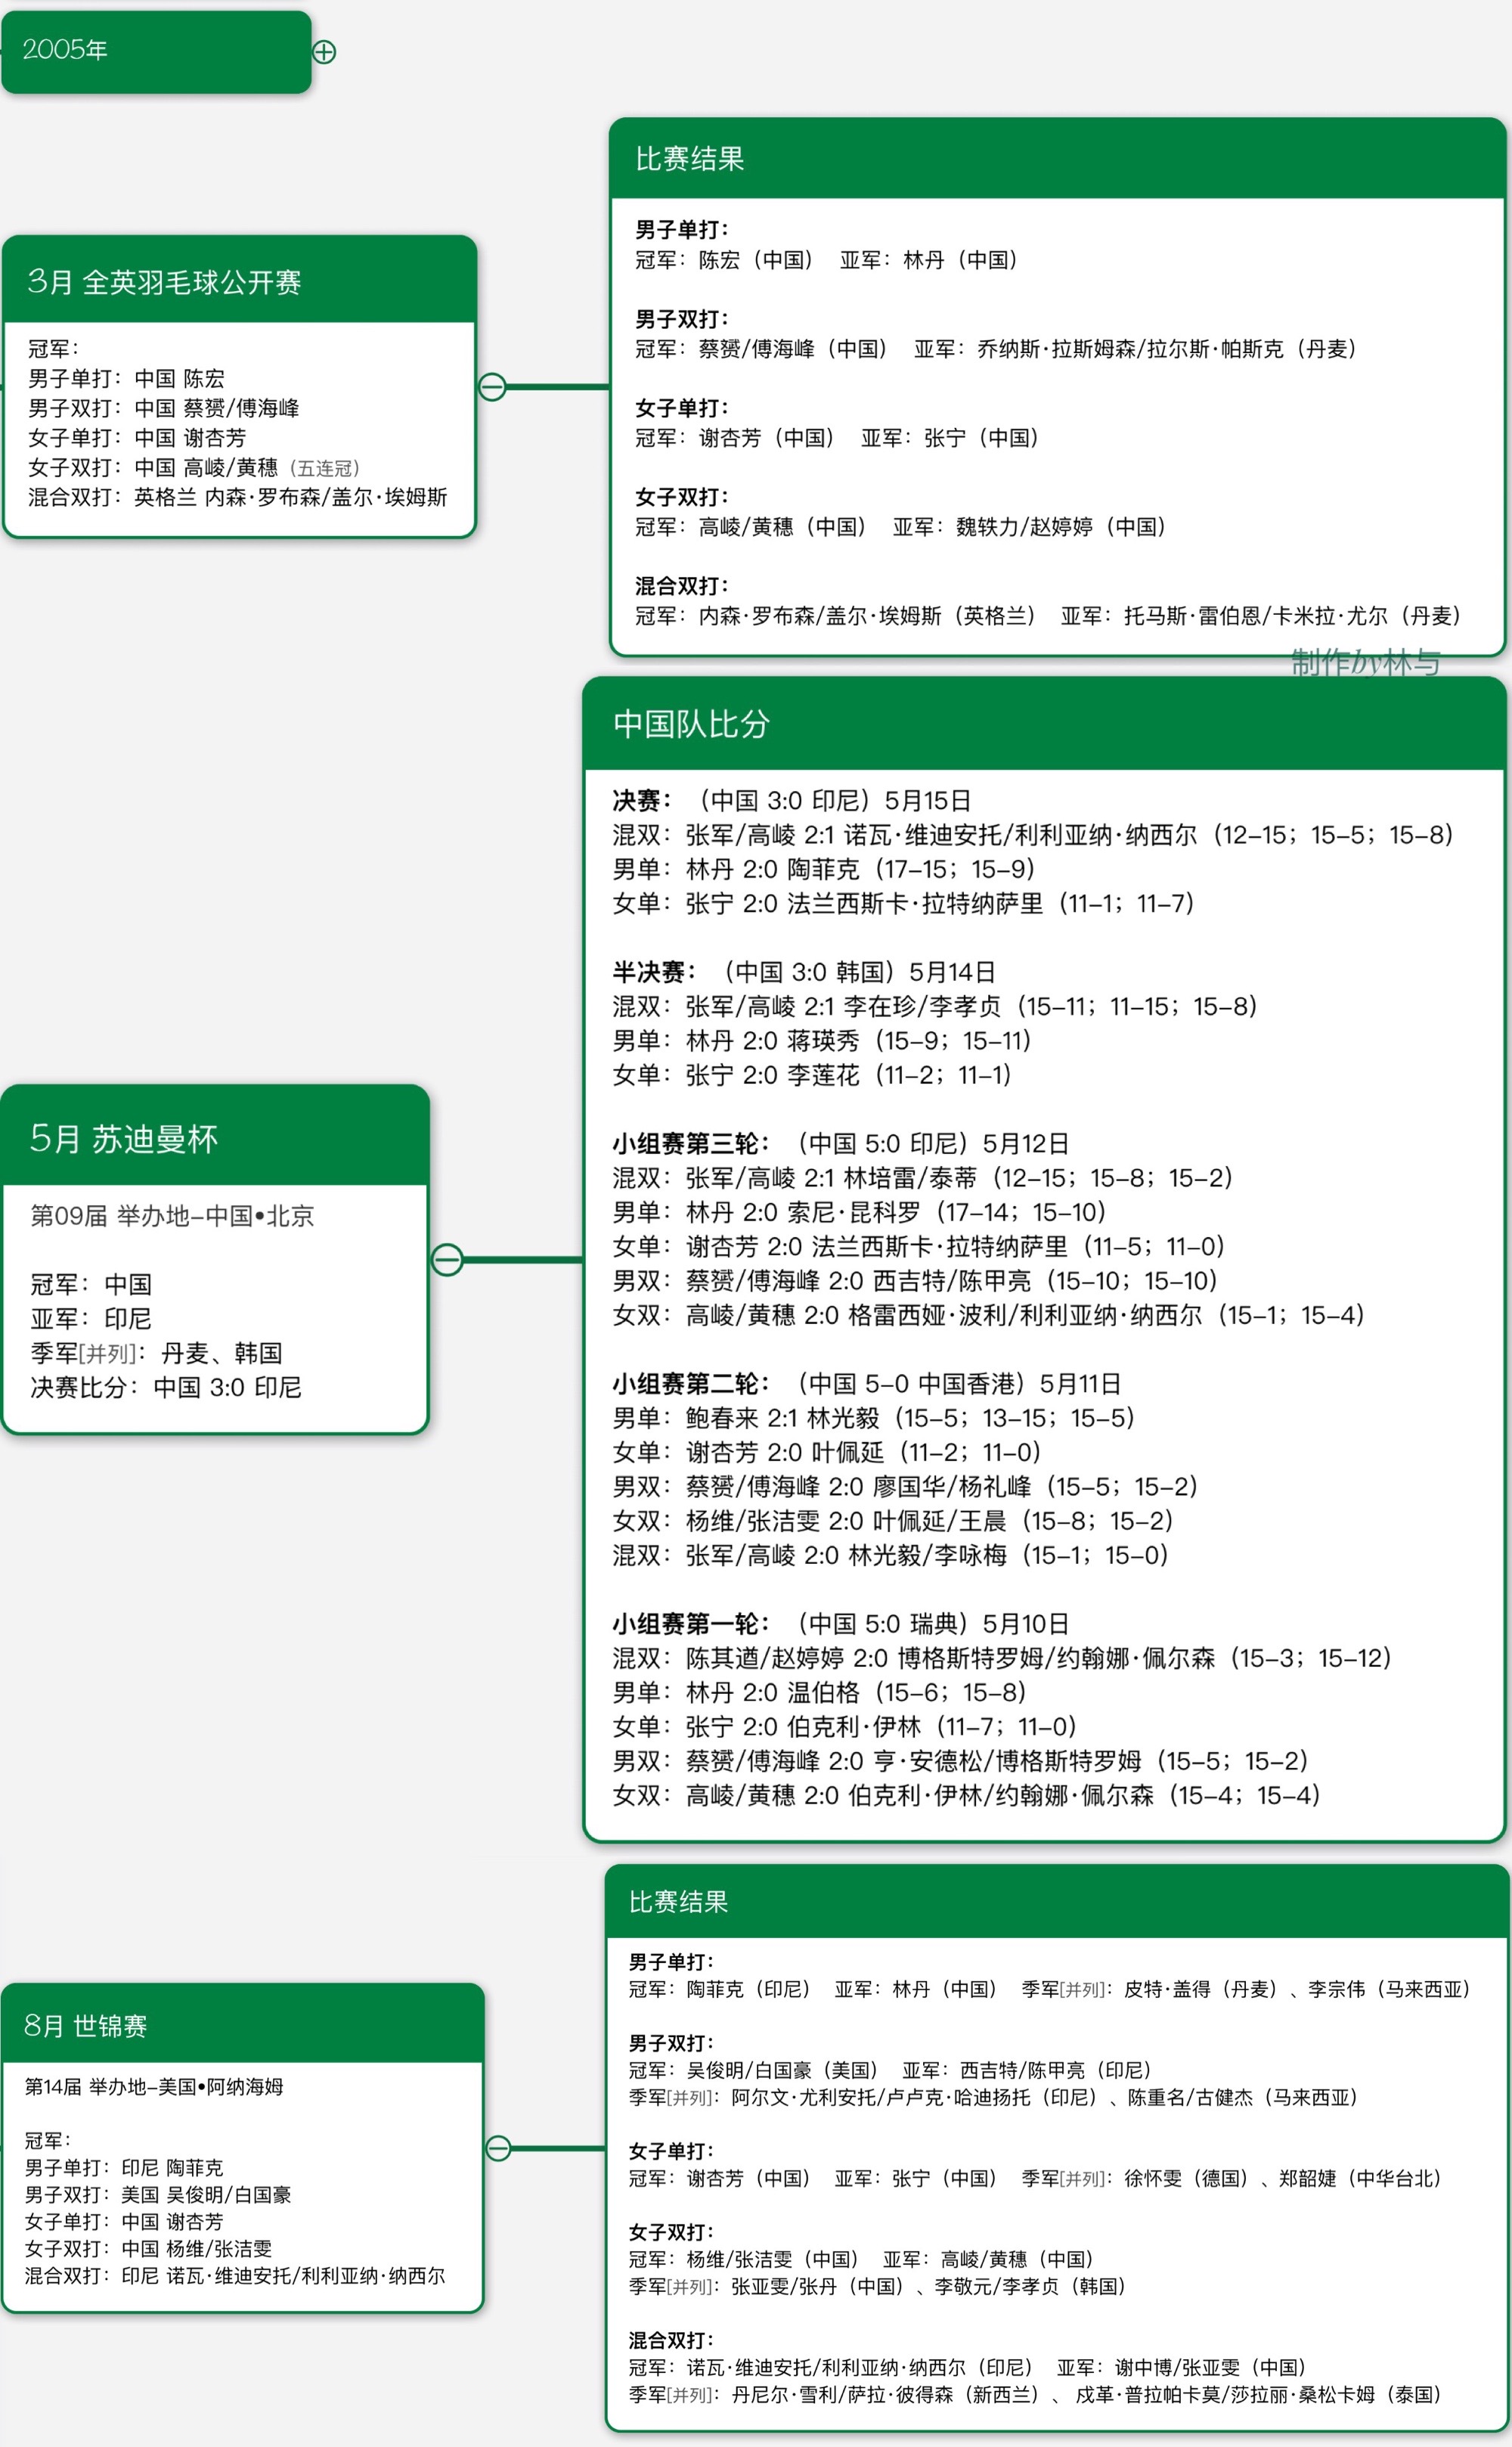 2005年
3月 全英羽毛球公开赛
冠军：
男子单打：中国 陈宏
男子双打：中国 蔡赟/傅海峰
女子单打：中国 谢杏芳
女子双打：中国 高崚/黄穗（五连冠）
混合双打：英格兰 内森·罗布森/盖尔·埃姆斯
比赛结果
男子单打：
冠军：陈宏（中国） 亚军：林丹（中国）
男子双打：
冠军：蔡赟/傅海峰（中国） 亚军：乔纳斯·拉斯姆森/拉尔斯·帕斯克（丹麦）
女子单打：
冠军：谢杏芳（中国） 亚军：张宁（中国）
女子双打：
冠军：高崚/黄穗（中国） 亚军：魏轶力/赵婷婷（中国）
混合双打：
冠军：内森·罗布森/盖尔·埃姆斯（英格兰） 亚军：托马斯·雷伯恩/卡米拉·尤尔（丹麦）
制作by林与
5月 苏迪曼杯
第09届 举办地–中国•北京
冠军：中国
亚军：印尼
季军[并列]：丹麦、韩国
决赛比分：中国 3:0 印尼
中国队比分
决赛：（中国 3:0 印尼）5月15日
混双：张军/高崚 2:1 诺瓦·维迪安托/利利亚纳·纳西尔（12–15；15–5；15–8）
男单：林丹 2:0 陶菲克（17–15；15–9）
女单：张宁 2:0 法兰西斯卡·拉特纳萨里（11–1；11–7）
半决赛：（中国 3:0 韩国）5月14日
混双：张军/高崚 2:1 李在珍/李孝贞（15–11；11–15；15–8）
男单：林丹 2:0 蒋瑛秀（15–9；15–11）
女单：张宁 2:0 李莲花（11–2；11–1）
小组赛第三轮：（中国 5:0 印尼）5月12日
混双：张军/高崚 2:1 林培雷/泰蒂（12–15；15–8；15–2）
男单：林丹 2:0 索尼·昆科罗（17–14；15–10）
女单：谢杏芳 2:0 法兰西斯卡·拉特纳萨里（11–5；11–0）
男双：蔡赟/傅海峰 2:0 西吉特/陈甲亮（15–10；15–10）
女双：高崚/黄穗 2:0 格雷西娅·波利/利利亚纳·纳西尔（15–1；15–4）
小组赛第二轮：（中国 5–0 中国香港）5月11日
男单：鲍春来 2:1 林光毅（15–5；13–15；15–5）
女单：谢杏芳 2:0 叶佩延（11–2；11–0）
男双：蔡赟/傅海峰 2:0 廖国华/杨礼峰（15–5；15–2）
女双：杨维/张洁雯 2:0 叶佩延/王晨（15–8；15–2）
混双：张军/高崚 2:0 林光毅/李咏梅（15–1；15–0）
小组赛第一轮：（中国 5:0 瑞典）5月10日
混双：陈其遒/赵婷婷 2:0 博格斯特罗姆/约翰娜·佩尔森（15–3；15–12）
男单：林丹 2:0 温伯格（15–6；15–8）
女单：张宁 2:0 伯克利·伊林（11–7；11–0）
男双：蔡赟/傅海峰 2:0 亨·安德松/博格斯特罗姆（15–5；15–2）
女双：高崚/黄穗 2:0 伯克利·伊林/约翰娜·佩尔森（15–4；15–4）
8月 世锦赛
第14届 举办地–美国•阿纳海姆
冠军：
男子单打：印尼 陶菲克
男子双打：美国 吴俊明/白国豪
女子单打：中国 谢杏芳
女子双打：中国 杨维/张洁雯
混合双打：印尼 诺瓦·维迪安托/利利亚纳·纳西尔
比赛结果
男子单打：
冠军：陶菲克（印尼） 亚军：林丹（中国） 季军[并列]：皮特·盖得（丹麦）、李宗伟（马来西亚）
男子双打：
冠军：吴俊明/白国豪（美国） 亚军：西吉特/陈甲亮（印尼）
季军[并列]：阿尔文·尤利安托/卢卢克·哈迪扬托（印尼）、陈重名/古健杰（马来西亚）
女子单打：
冠军：谢杏芳（中国） 亚军：张宁（中国） 季军[并列]：徐怀雯（德国）、郑韶婕（中华台北）
女子双打：
冠军：杨维/张洁雯（中国） 亚军：高崚/黄穗（中国）
季军[并列]：张亚雯/张丹（中国）、李敬元/李孝贞（韩国）
混合双打：
冠军：诺瓦·维迪安托/利利亚纳·纳西尔（印尼） 亚军：谢中博/张亚雯（中国）
季军[并列]：丹尼尔·雪利/萨拉·彼得森（新西兰）、 成革·普拉帕卡莫/莎拉丽·桑松卡姆（泰国）